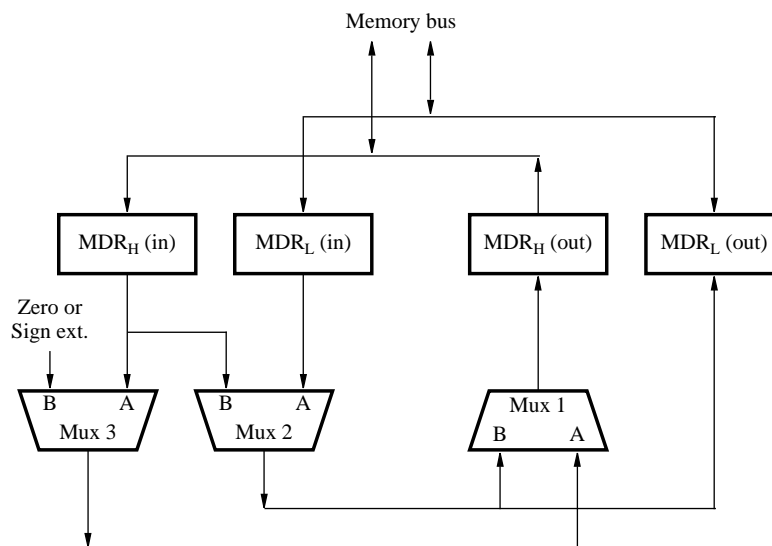 Memory bus
MDRH (in)
MDRL (in)
MDRH (out)
MDRL (out)
Zero or
Sign ext.
B A
Mux 3
B A
Mux 2
Mux 1
B A